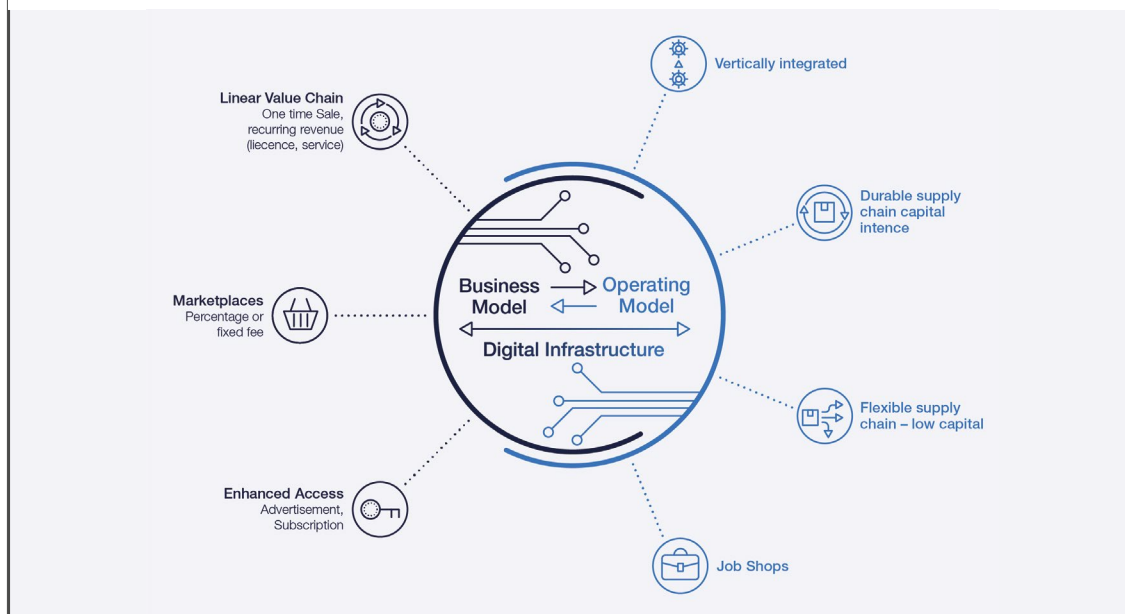 Linear Value Chain
One time Sale,
recurring revenue
(liecence, service)
Marketplaces
Percentage or
fixed fee
Enhanced Access
Advertisement,
Subscription
Business
Model
Operating
Model
Digital Infrastructure
Vertically integrated
Durable supply
chain capital
intence
Flexible supply
chain – low capital
Job Shops